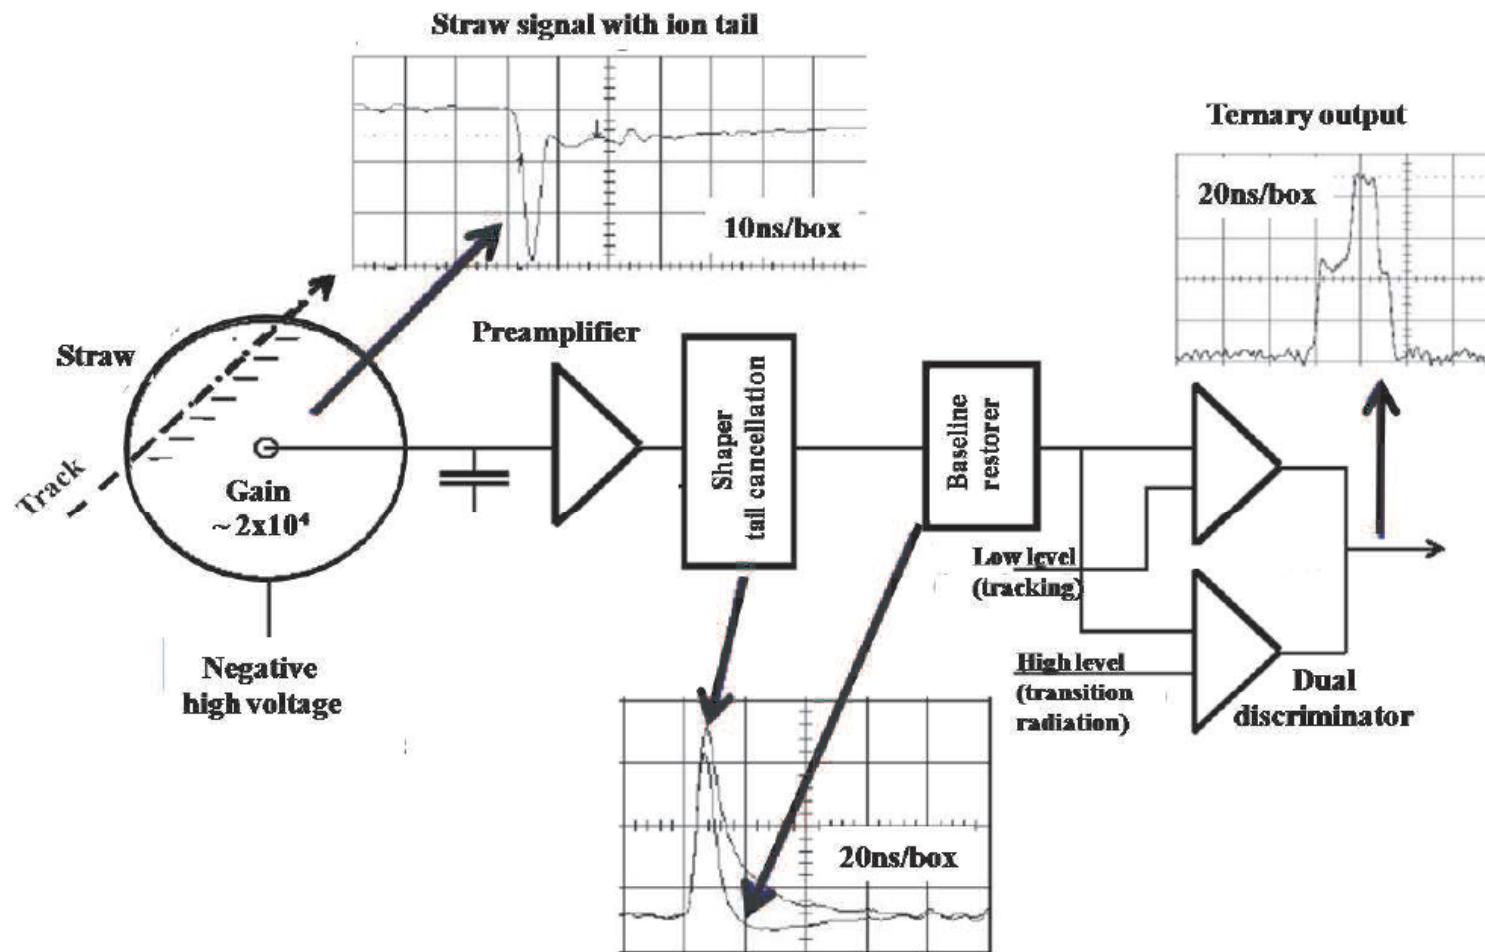 Straw signal with ion tail
10ns/box
Ternary output
20ns/box
Straw
Track
Gain
~2x10⁴
Preamplifier
Shaper
tail cancellation
Baseline
restorer
Low level
(tracking)
High level
(transition
radiation)
Dual
discriminator
Negative
high voltage
20ns/box